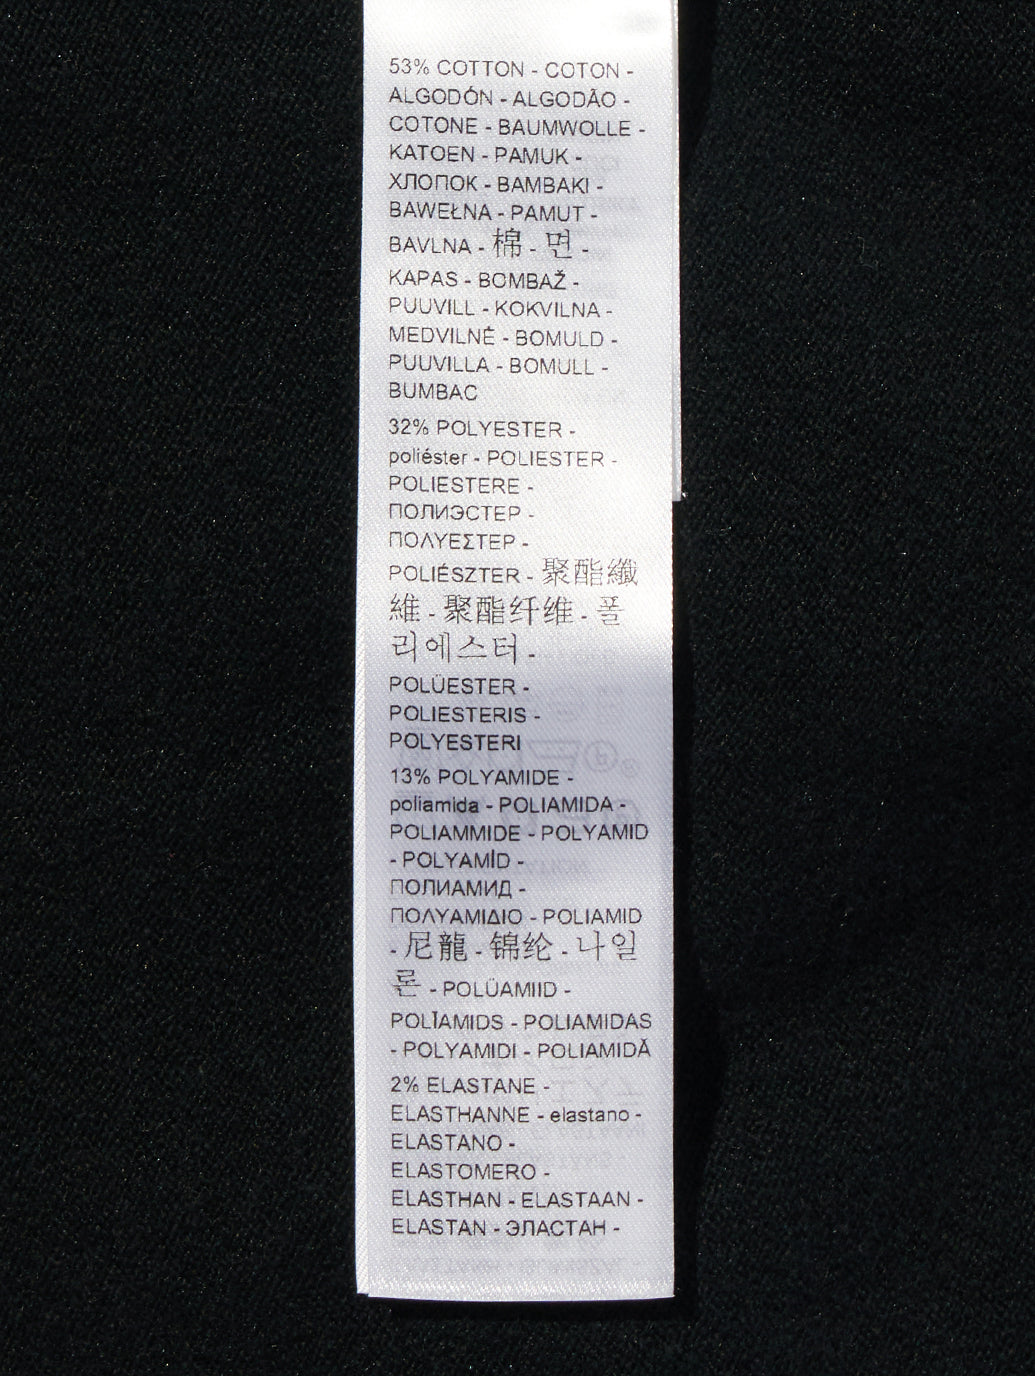 53% COTTON - COTON -
ALGODÓN - ALGODÃO -
COTONE - BAUMWOLLE -
KATOEN - PAMUK -
ХЛОПОК - BAMBAKI -
BAWEŁNA - PAMUT -
BAVLNA - 棉 - 면 -
KAPAS - BOMBAŽ -
PUUVILL - KOKVILNA -
MEDVILNĖ - BOMULD -
PUUVILLA - BOMULL -
BUMBAC
32% POLYESTER -
poliéster - POLIESTER -
POLIESTERE -
ПОЛИЭСТЕР -
ΠΟΛΥΕΣΤΕΡ -
POLIÉSZTER - 聚酯纖
維 - 聚酯纤维 - 폴
리에스터 -
POLÜESTER -
POLIESTERIS -
POLYESTERI
13% POLYAMIDE -
poliamida - POLIAMIDA -
POLIAMMIDE - POLYAMID
- POLYAMİD -
ПОЛИАМИД -
ΠΟΛΥΑΜΙΔΙΟ - POLIAMID
- 尼龍 - 锦纶 - 나일
론 - POLÜAMIID -
POLĪAMIDS - POLIAMIDAS
- POLYAMIDI - POLIAMIDĂ
2% ELASTANE -
ELASTHANNE - elastano -
ELASTANO -
ELASTOMERO -
ELASTHAN - ELASTAAN -
ELASTAN - ЭЛАСТАН -